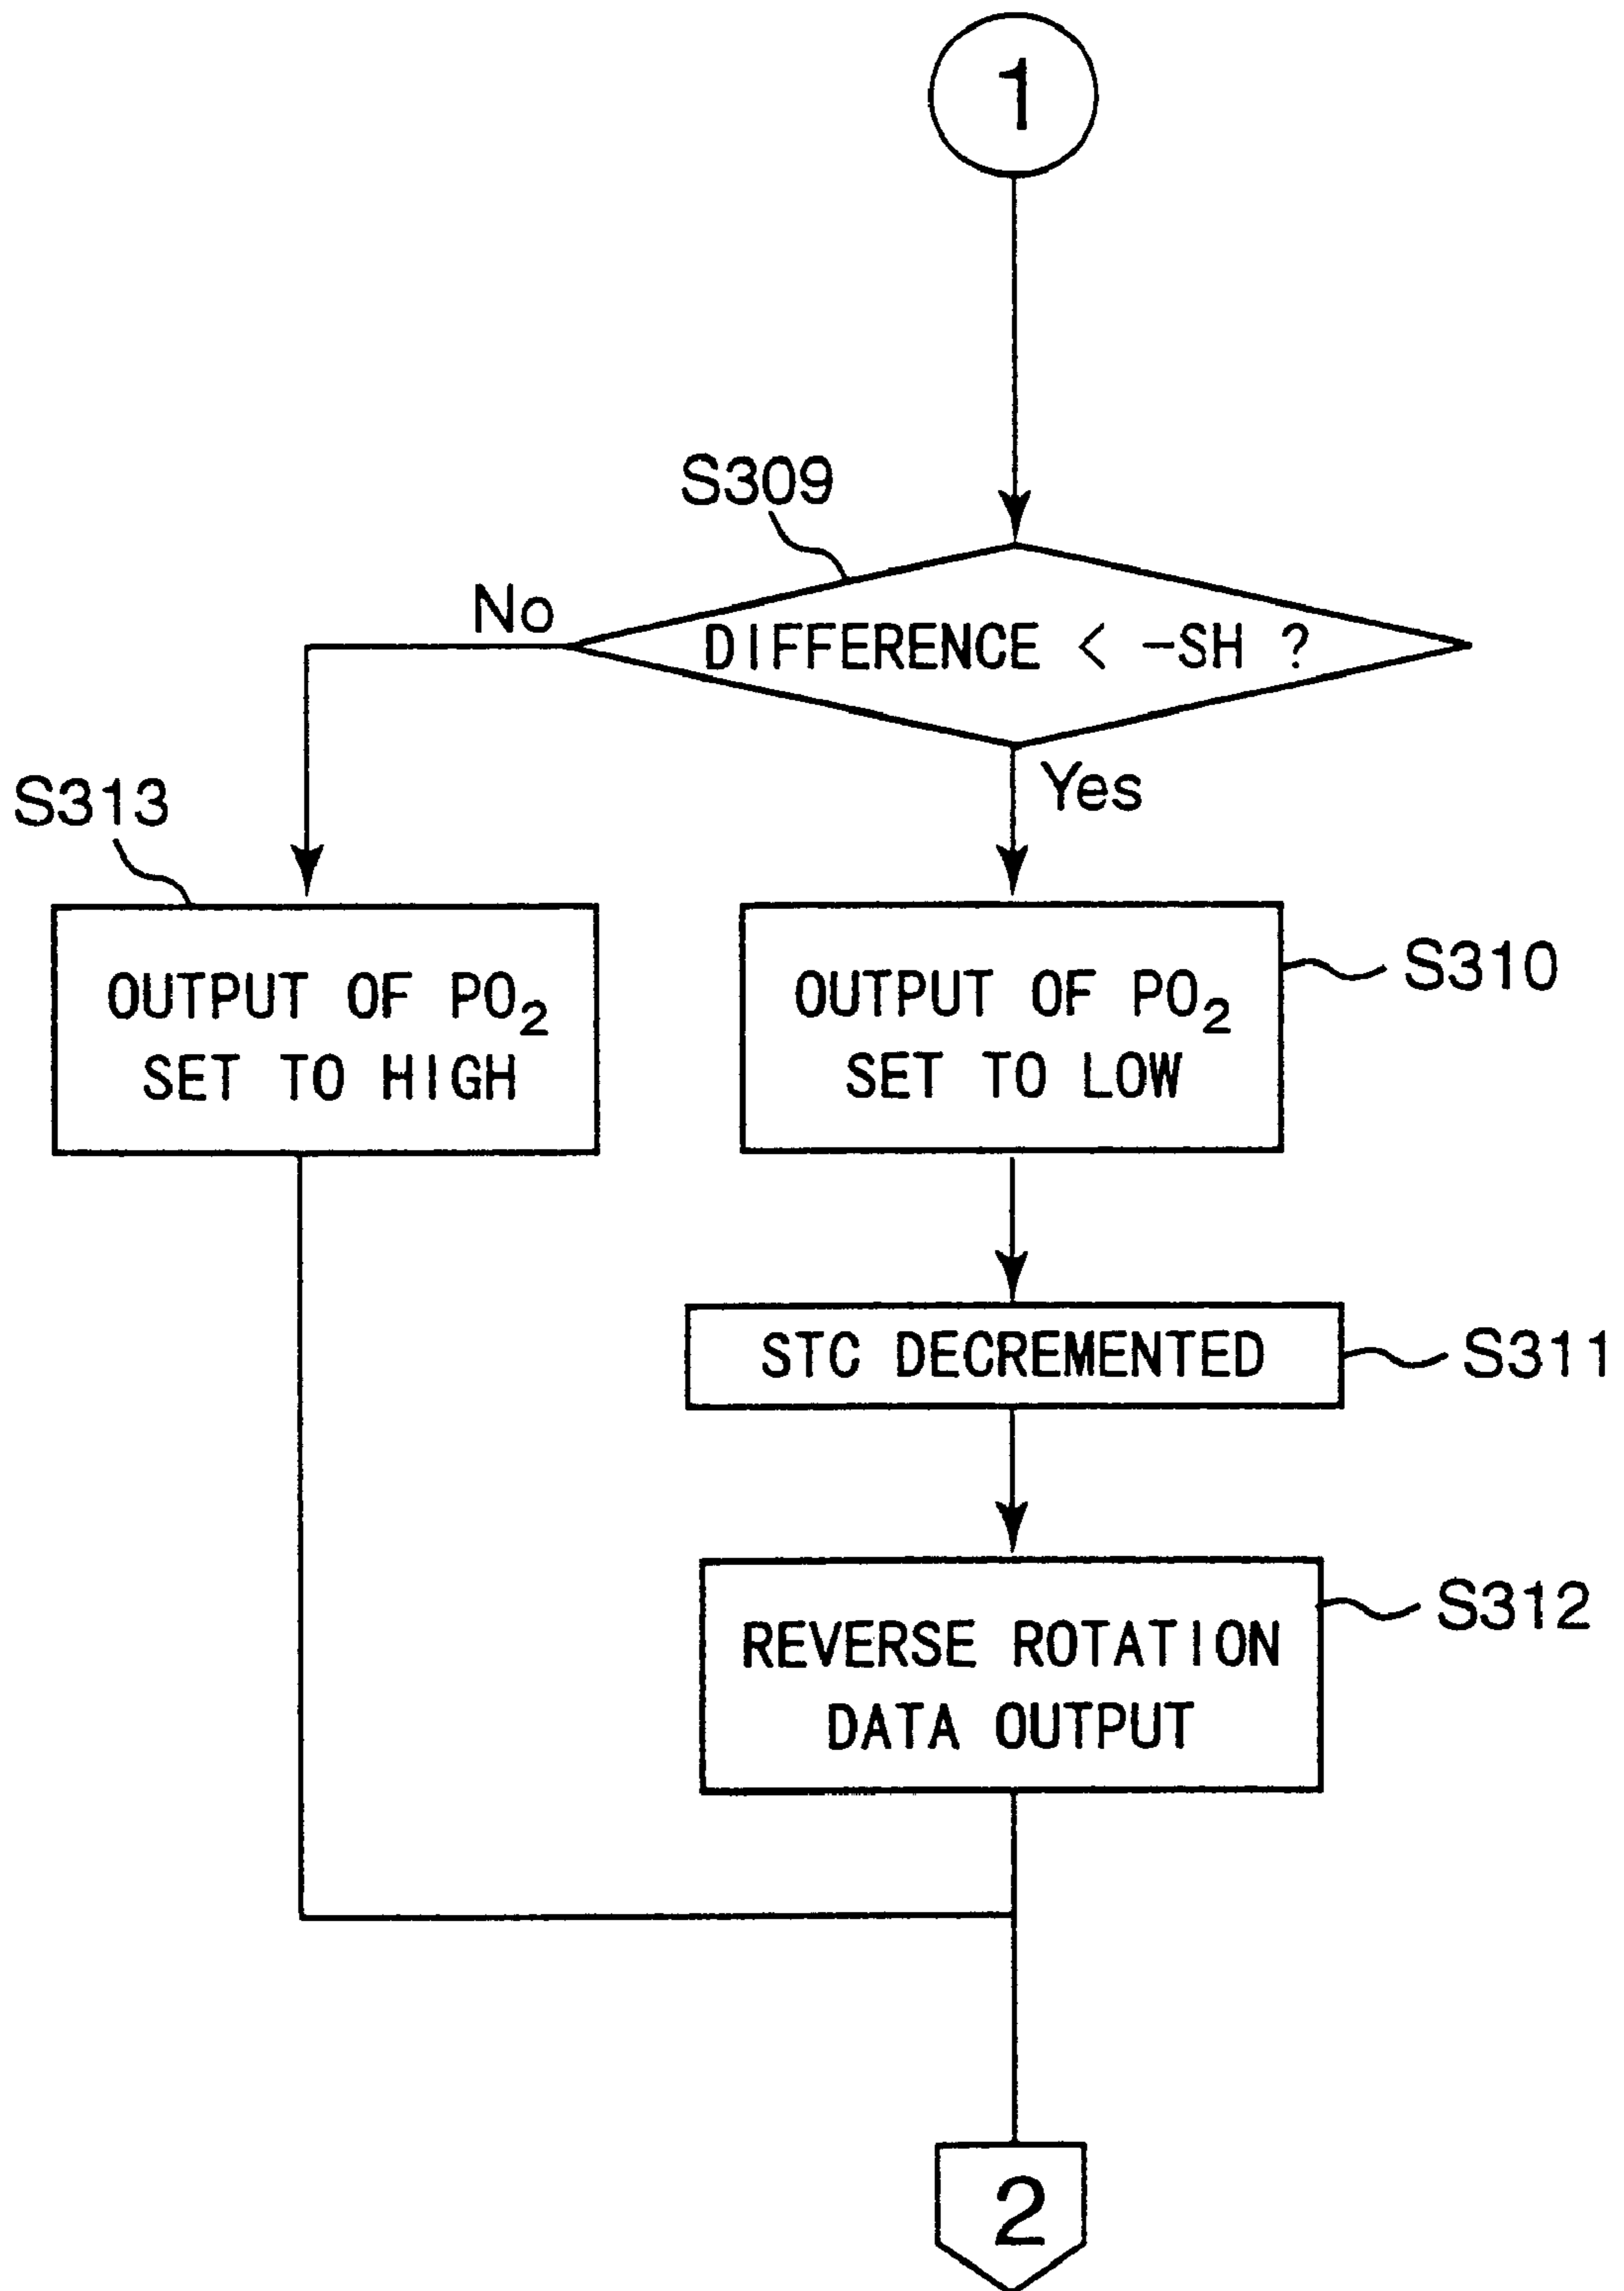 1
S309
No
DIFFERENCE < -SH ?
Yes
S313
OUTPUT OF PO₂
SET TO HIGH
OUTPUT OF PO₂
SET TO LOW
S310
STC DECREMENTED
S311
REVERSE ROTATION
DATA OUTPUT
S312
2